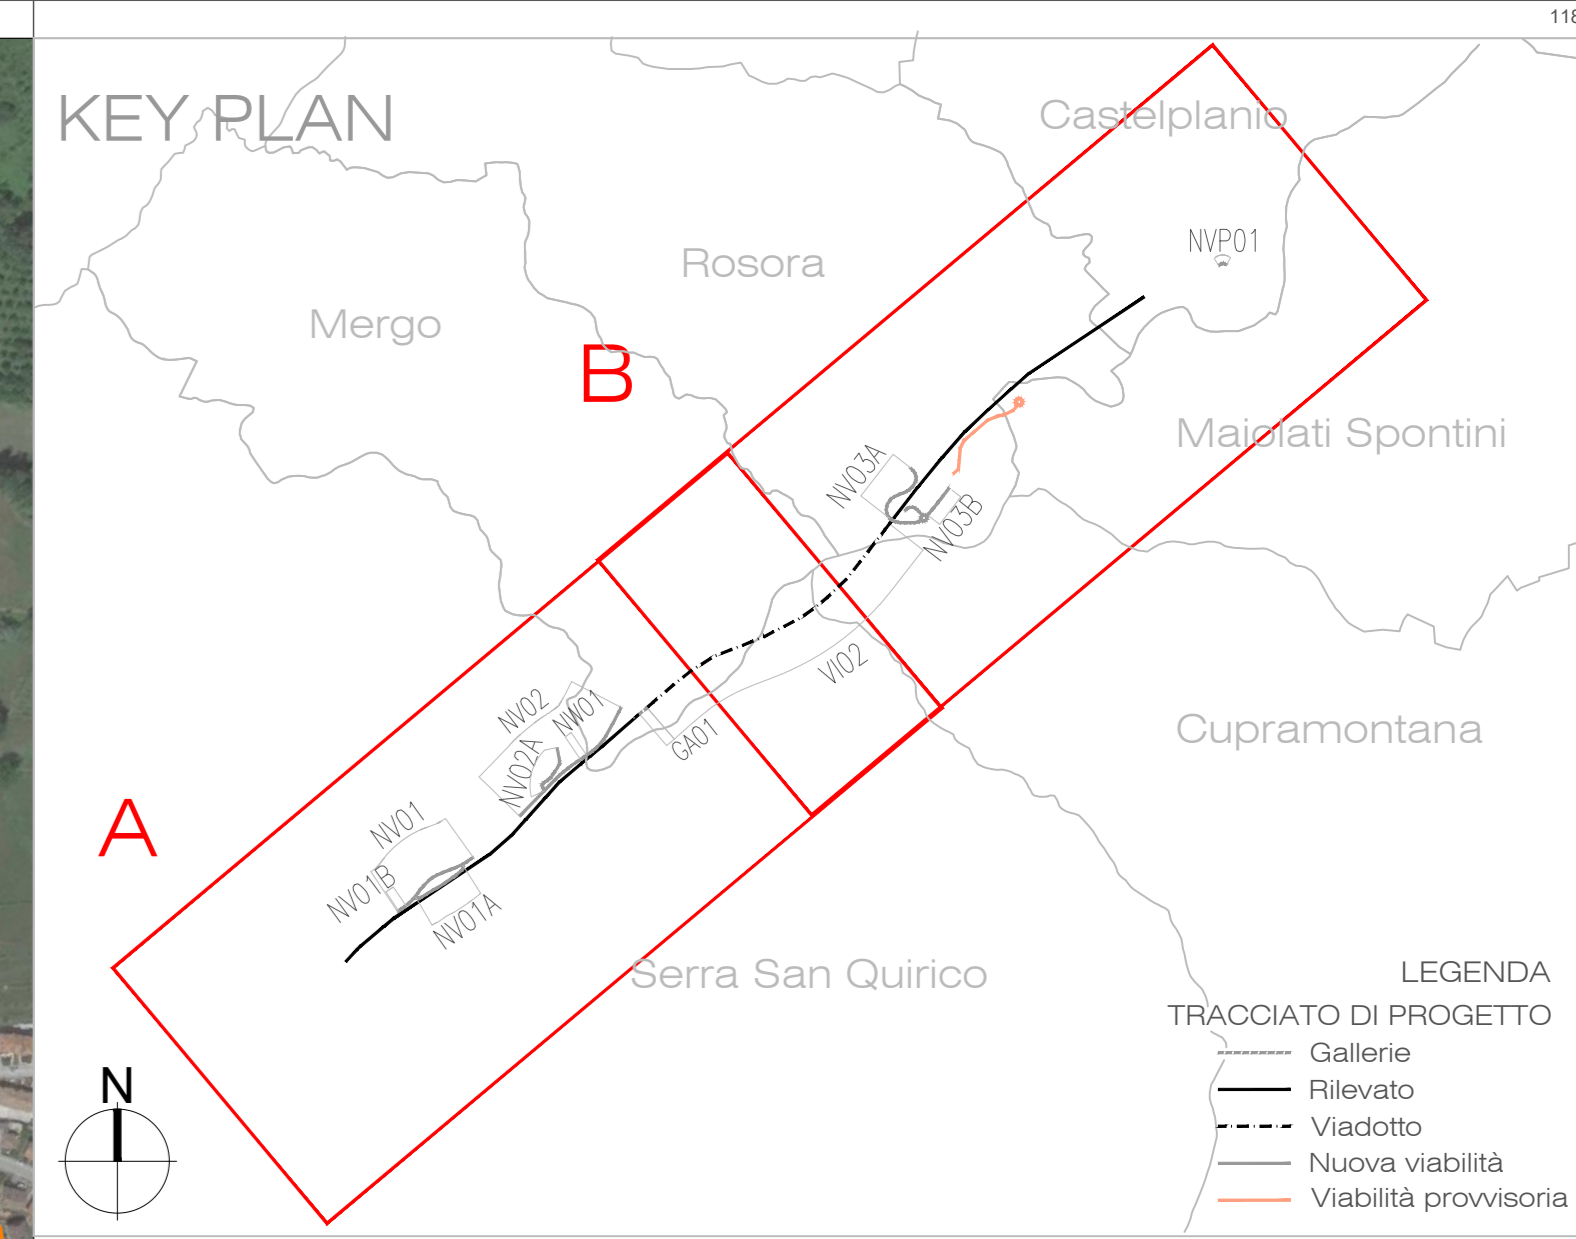 118
KEY PLAN
Castelplanio
NVP01
Rosora
Mergo
B
Maiolati Spontini
NV03A
NV03B
VI02
NV02
NW01
GA01
NV02A
Cupramontana
A
NV01
NV01B
NV01A
Serra San Quirico
LEGENDA
TRACCIATO DI PROGETTO
Gallerie
Rilevato
Viadotto
Nuova viabilità
Viabilità provvisoria
N